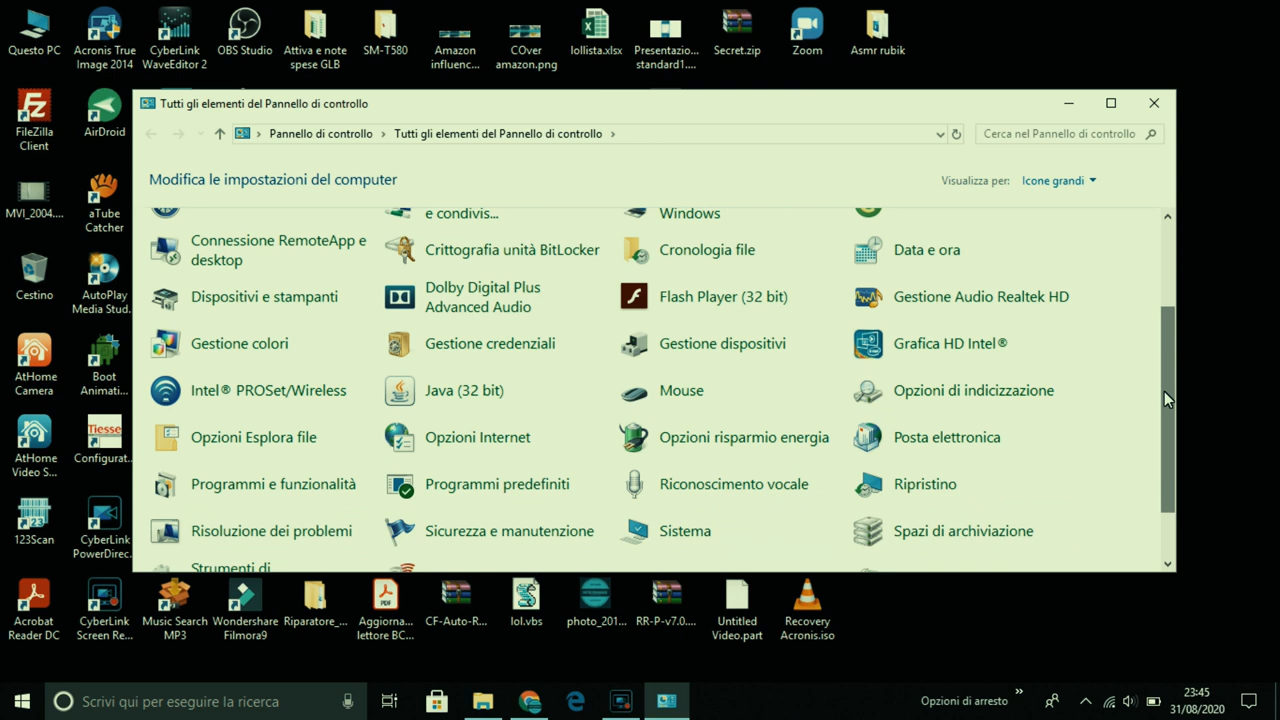 Questo PC
Acronis True
Image 2014
CyberLink
WaveEditor 2
OBS Studio
Attiva e note
spese GLB
SM-T580
Amazon
influenc...
COver
amazon.png
lollista.xlsx
Presentazio...
standard1....
Secret.zip
Zoom
Asmr rubik
FileZilla
Client
AirDroid
MVI_2004....
aTube
Catcher
Cestino
AutoPlay
Media Stud...
AtHome
Camera
Boot
Animati...
AtHome
Video S...
Tiesse
Configurat...
123Scan
CyberLink
PowerDirec...
Tutti gli elementi del Pannello di controllo
Pannello di controllo
Tutti gli elementi del Pannello di controllo
Cerca nel Pannello di controllo
Modifica le impostazioni del computer
Visualizza per:
Icone grandi
e condivis...
Windows
Connessione RemoteApp e
desktop
Crittografia unità BitLocker
Cronologia file
Data e ora
Dispositivi e stampanti
Dolby Digital Plus
Advanced Audio
Flash Player (32 bit)
Gestione Audio Realtek HD
Gestione colori
Gestione credenziali
Gestione dispositivi
Grafica HD Intel®
Intel® PROSet/Wireless
Java (32 bit)
Mouse
Opzioni di indicizzazione
Opzioni Esplora file
Opzioni Internet
Opzioni risparmio energia
Posta elettronica
Programmi e funzionalità
Programmi predefiniti
Riconoscimento vocale
Ripristino
Risoluzione dei problemi
Sicurezza e manutenzione
Sistema
Spazi di archiviazione
Strumenti di
Acrobat
Reader DC
CyberLink
Screen Re...
Music Search
MP3
Wondershare
Filmora9
Riparatore_...
PDF
Aggiorna...
lettore BC...
CF-Auto-R...
lol.vbs
photo_201...
RR-P-v7.0....
Untitled
Video.part
Recovery
Acronis.iso
Scrivi qui per eseguire la ricerca
Opzioni di arresto
23:45
31/08/2020